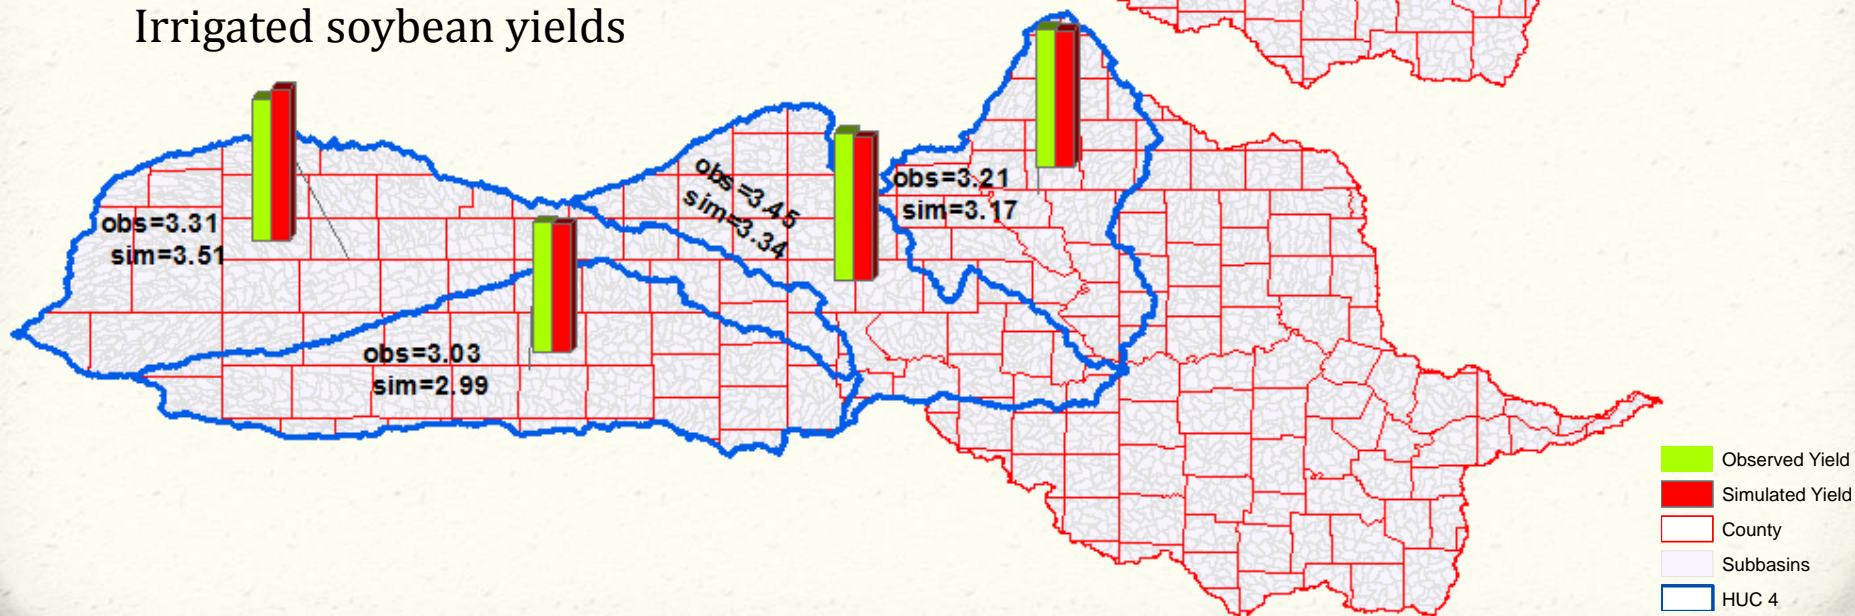 Irrigated soybean yields
obs=3.31
sim=3.51
obs=3.03
sim=2.99
obs=3.45
sim=3.34
obs=3.21
sim=3.17
Observed Yield
Simulated Yield
County
Subbasins
HUC 4